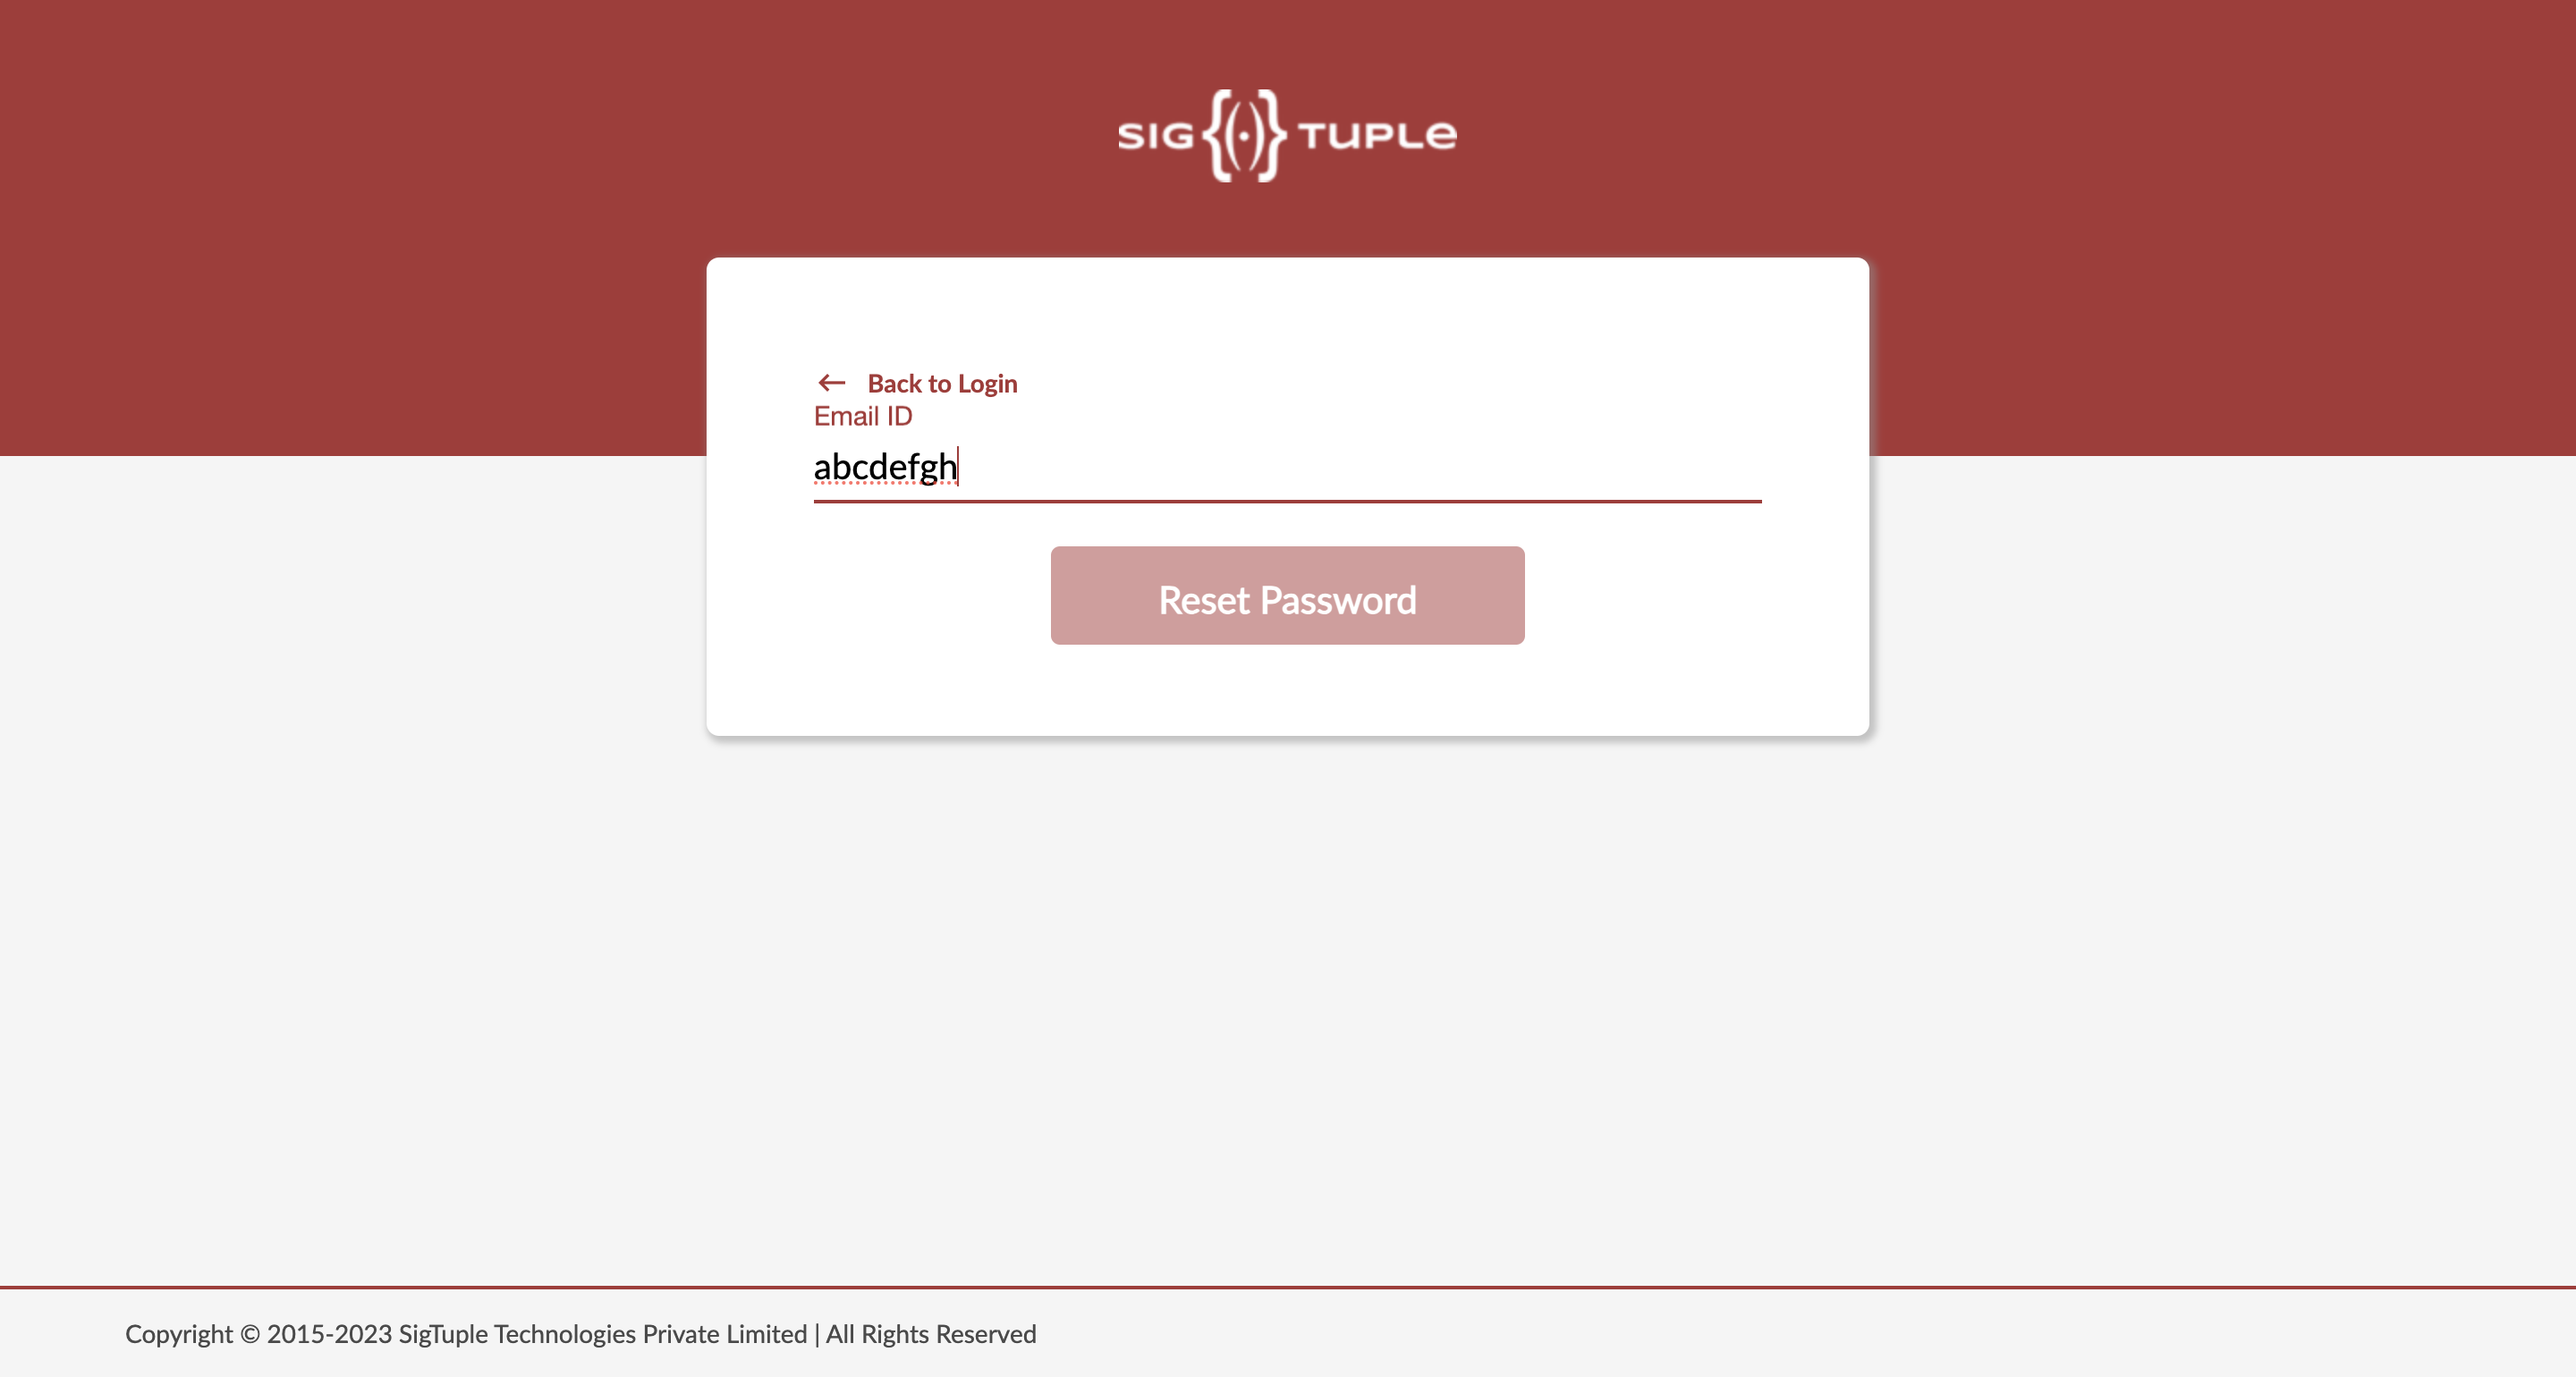 SIG{(·)}TUPLE
Back to Login
Email ID
abcdefgh
Reset Password
Copyright © 2015-2023 SigTuple Technologies Private Limited | All Rights Reserved